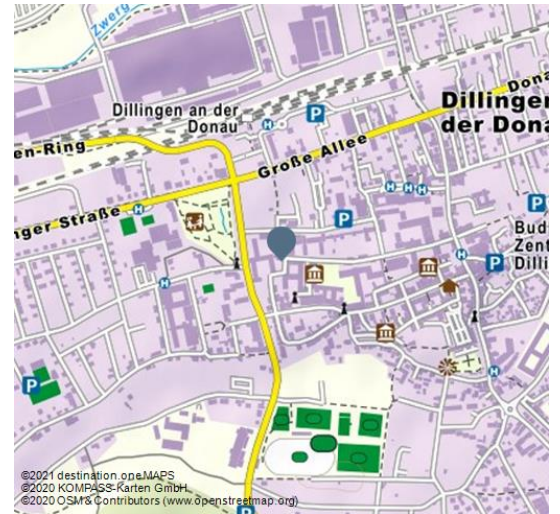 Zwerg
Dillingen an der
Donau
H
P
Dona
Dillingen
der Dona
en-Ring
Große Allee
H H H
nger Straße
H
P
P
Bud
Zent
Dillin
H
P
H
P
H
©2021 destination.one MAPS
©2020 KOMPASS-Karten GmbH
©2020 OSM & Contributors (www.openstreetmap.org)
P